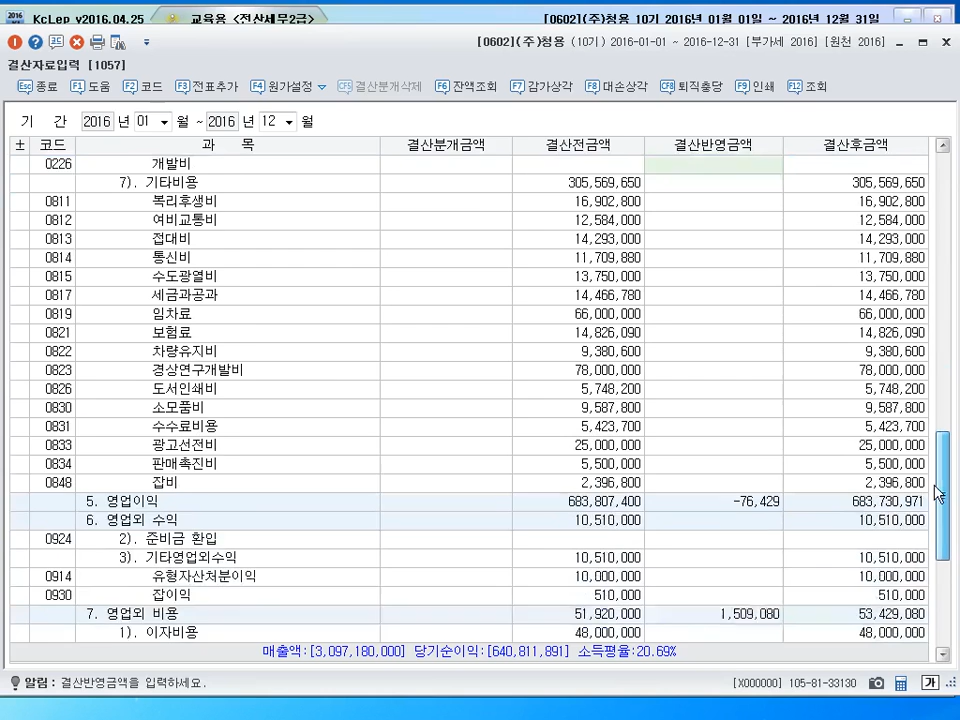 2016 KcLep v2016.04.25 교육용 <전산세무2급> [0602](주)청용 10기 2016년 01월 01일 ~ 2016년 12월 31일
[0602](주)청용 (10기) 2016-01-01 ~ 2016-12-31 [부가세 2016] [원천 2016]
결산자료입력 [1057]
Esc 종료 F1 도움 F2 코드 F3 전표추가 F4 원가설정 CF5 결산분개삭제 F6 잔액조회 F7 감가상각 F8 대손상각 CF8 퇴직충당 F9 인쇄 F12 조회
기 간 2016 년 01 월 ~ 2016 년 12 월
± 코드 과 목 결산분개금액 결산전금액 결산반영금액 결산후금액
0226 개발비
7). 기타비용 305,569,650 305,569,650
0811 복리후생비 16,902,800 16,902,800
0812 여비교통비 12,584,000 12,584,000
0813 접대비 14,293,000 14,293,000
0814 통신비 11,709,880 11,709,880
0815 수도광열비 13,750,000 13,750,000
0817 세금과공과 14,466,780 14,466,780
0819 임차료 66,000,000 66,000,000
0821 보험료 14,826,090 14,826,090
0822 차량유지비 9,380,600 9,380,600
0823 경상연구개발비 78,000,000 78,000,000
0826 도서인쇄비 5,748,200 5,748,200
0830 소모품비 9,587,800 9,587,800
0831 수수료비용 5,423,700 5,423,700
0833 광고선전비 25,000,000 25,000,000
0834 판매촉진비 5,500,000 5,500,000
0848 잡비 2,396,800 2,396,800
5. 영업이익 683,807,400 -76,429 683,730,971
6. 영업외 수익 10,510,000 10,510,000
0924 2). 준비금 환입
3). 기타영업외수익 10,510,000 10,510,000
0914 유형자산처분이익 10,000,000 10,000,000
0930 잡이익 510,000 510,000
7. 영업외 비용 51,920,000 1,509,080 53,429,080
1). 이자비용 48,000,000 48,000,000
매출액:[3,097,180,000] 당기순이익:[640,811,891] 소득평율:20.69%
알림 : 결산반영금액을 입력하세요. [X000000] 105-81-33130 가